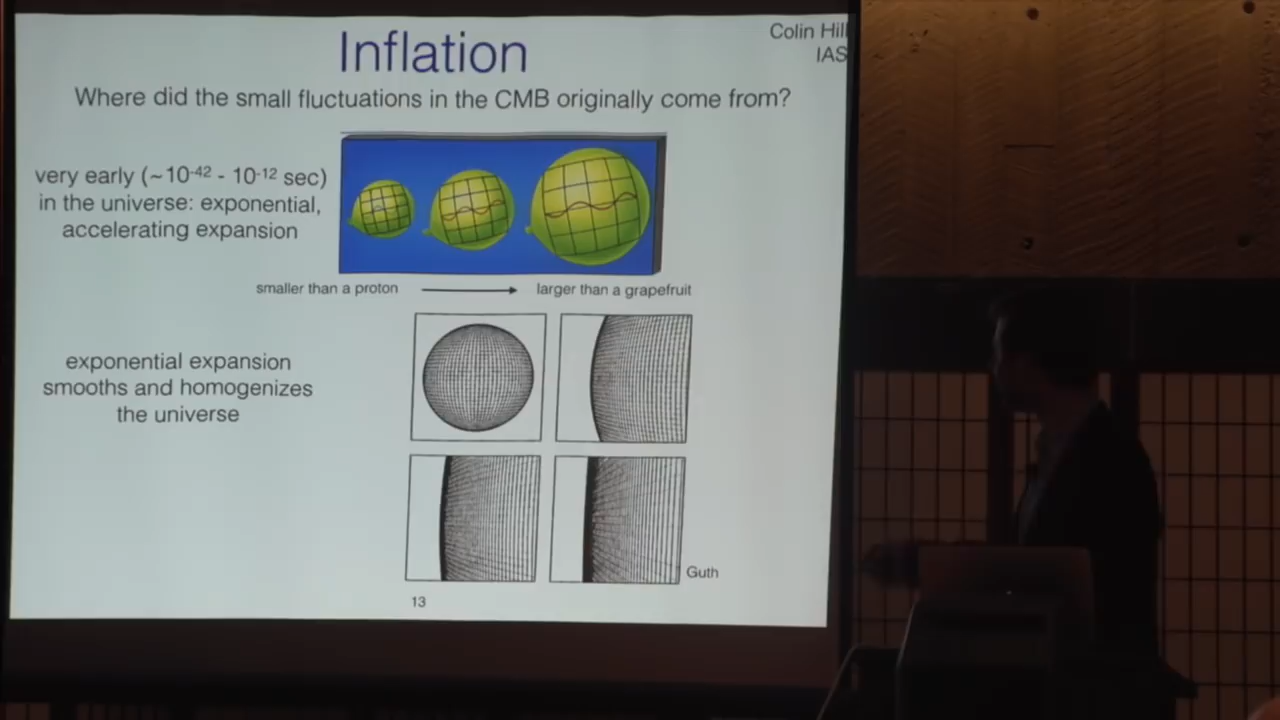 Inflation
Colin Hill
IAS
Where did the small fluctuations in the CMB originally come from?
very early (~10-42 - 10-12 sec)
in the universe: exponential,
accelerating expansion
smaller than a proton
larger than a grapefruit
exponential expansion
smooths and homogenizes
the universe
Guth
13